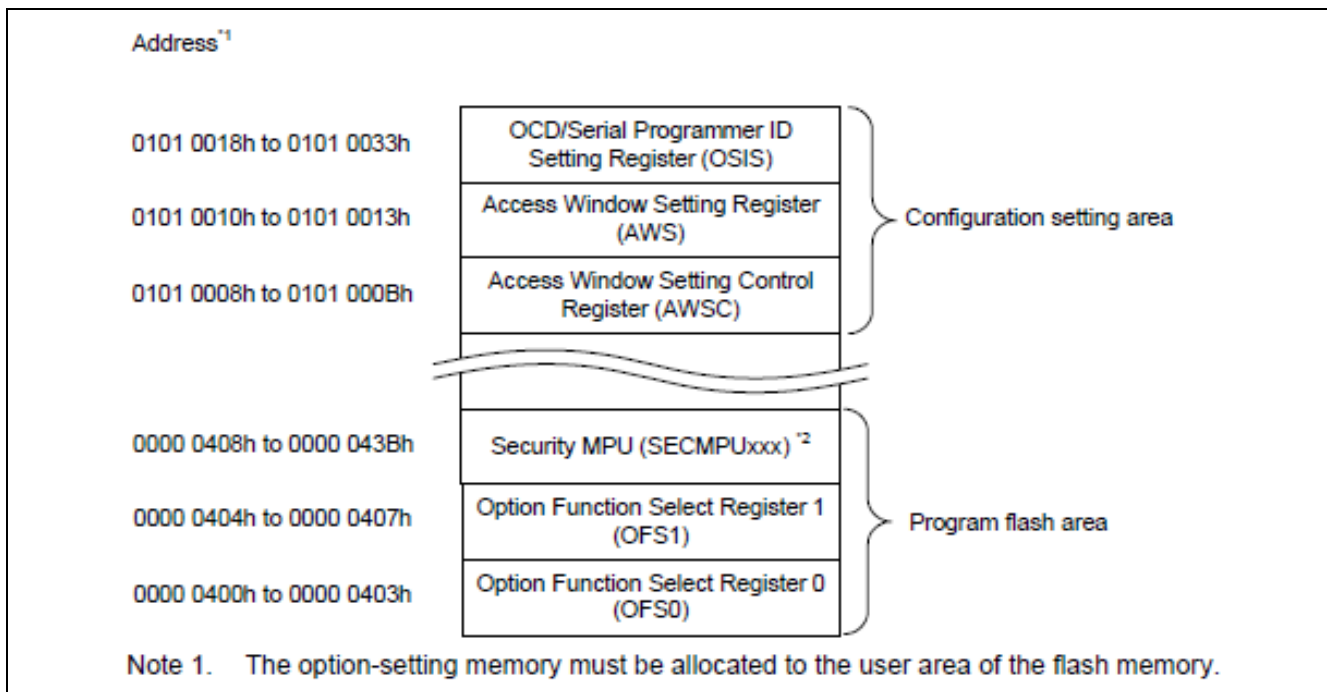 Address*1
0101 0018h to 0101 0033h
OCD/Serial Programmer ID
Setting Register (OSIS)
0101 0010h to 0101 0013h
Access Window Setting Register
(AWS)
Configuration setting area
0101 0008h to 0101 000Bh
Access Window Setting Control
Register (AWSC)
0000 0408h to 0000 043Bh
Security MPU (SECMPUxxx) *2
0000 0404h to 0000 0407h
Option Function Select Register 1
(OFS1)
Program flash area
0000 0400h to 0000 0403h
Option Function Select Register 0
(OFS0)
Note 1. The option-setting memory must be allocated to the user area of the flash memory.